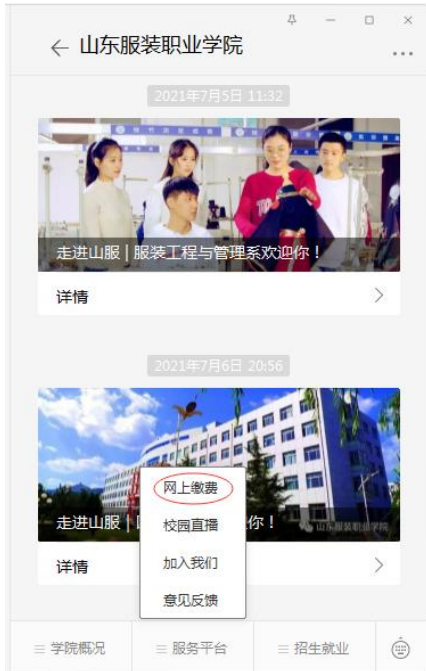 山东服装职业学院
2021年7月5日 11:32
走进山服 | 服装工程与管理系欢迎你！
详情
2021年7月6日 20:56
网上缴费
走进山服 |
你！
山东服装职业学院
校园直播
详情
加入我们
意见反馈
学院概况
服务平台
招生就业